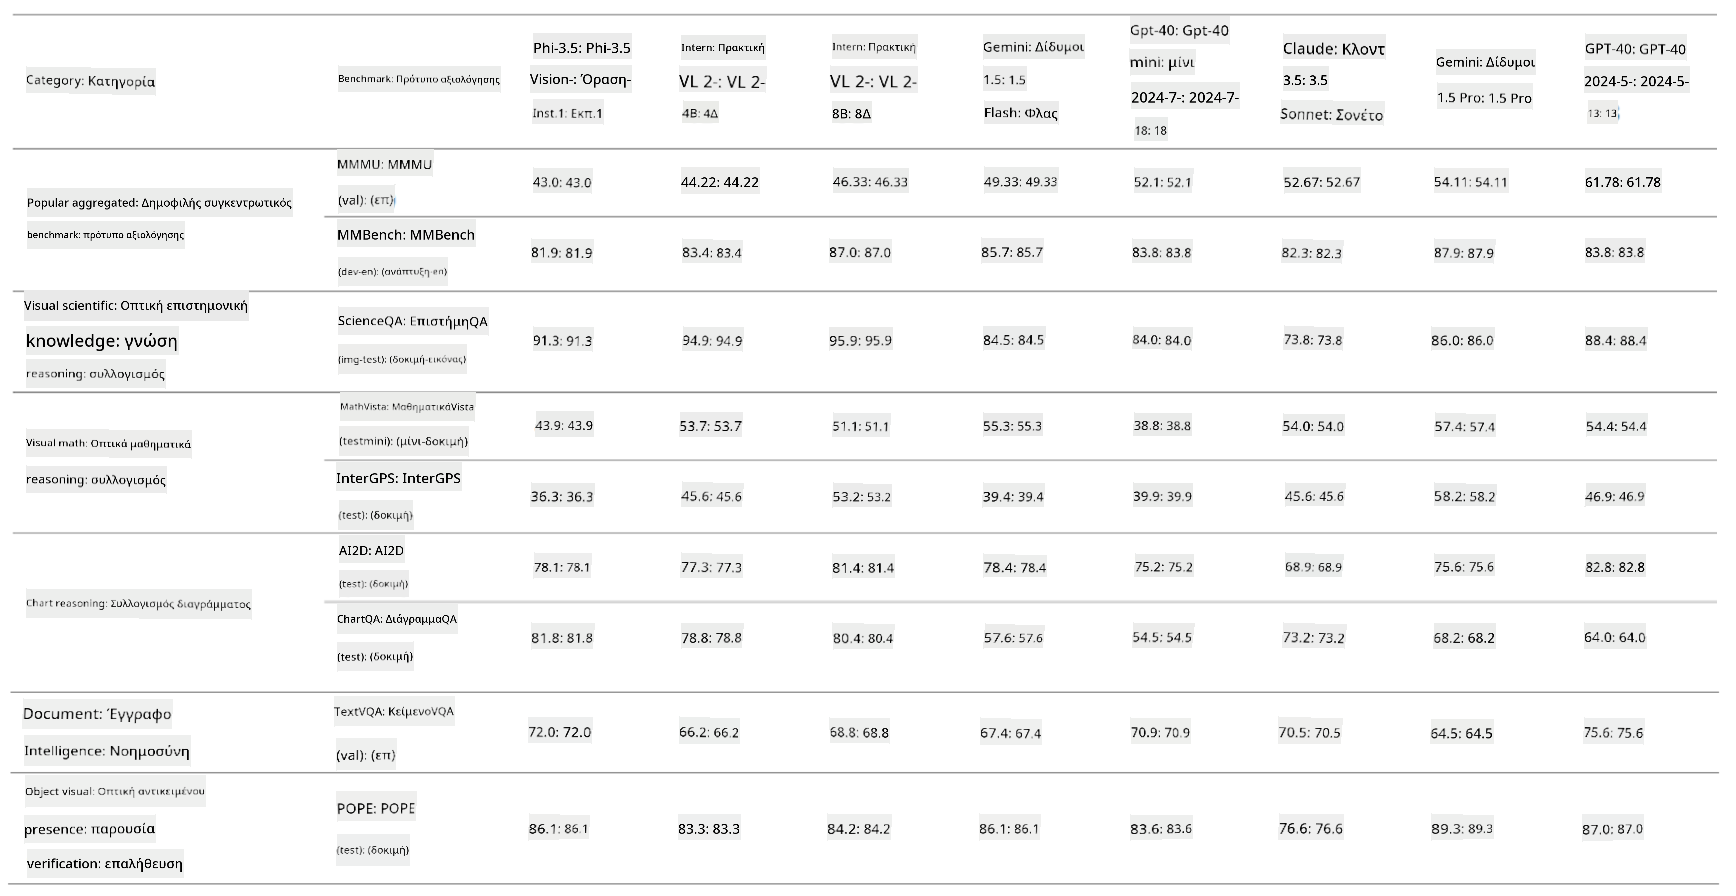 Category: Κατηγορία
Benchmark: Πρότυπο αξιολόγησης
Phi-3.5: Phi-3.5
Vision-: Όραση-
Inst.1: Εκπ.1
Intern: Πρακτική
VL 2-: VL 2-
4B: 4Δ
Intern: Πρακτική
VL 2-: VL 2-
8B: 8Δ
Gemini: Δίδυμοι
1.5: 1.5
Flash: Φλας
Gpt-40: Gpt-40
mini: μίνι
2024-7-: 2024-7-
18: 18
Claude: Κλοντ
3.5: 3.5
Sonnet: Σονέτο
Gemini: Δίδυμοι
1.5 Pro: 1.5 Pro
GPT-40: GPT-40
2024-5-: 2024-5-
13: 13
Popular aggregated: Δημοφιλής συγκεντρωτικός
benchmark: πρότυπο αξιολόγησης
MMMU: MMMU
(val): (επ)
43.0: 43.0
44.22: 44.22
46.33: 46.33
49.33: 49.33
52.1: 52.1
52.67: 52.67
54.11: 54.11
61.78: 61.78
MMBench: MMBench
(dev-en): (ανάπτυξη-en)
81.9: 81.9
83.4: 83.4
87.0: 87.0
85.7: 85.7
83.8: 83.8
82.3: 82.3
87.9: 87.9
83.8: 83.8
Visual scientific: Οπτική επιστημονική
knowledge: γνώση
reasoning: συλλογισμός
ScienceQA: ΕπιστήμηQA
(img-test): (δοκιμή-εικόνας)
91.3: 91.3
94.9: 94.9
95.9: 95.9
84.5: 84.5
84.0: 84.0
73.8: 73.8
86.0: 86.0
88.4: 88.4
Visual math: Οπτικά μαθηματικά
reasoning: συλλογισμός
MathVista: ΜαθηματικάVista
(testmini): (μίνι-δοκιμή)
43.9: 43.9
53.7: 53.7
51.1: 51.1
55.3: 55.3
38.8: 38.8
54.0: 54.0
57.4: 57.4
54.4: 54.4
InterGPS: InterGPS
(test): (δοκιμή)
36.3: 36.3
45.6: 45.6
53.2: 53.2
39.4: 39.4
39.9: 39.9
45.6: 45.6
58.2: 58.2
46.9: 46.9
Chart reasoning: Συλλογισμός διαγράμματος
AI2D: AI2D
(test): (δοκιμή)
78.1: 78.1
77.3: 77.3
81.4: 81.4
78.4: 78.4
75.2: 75.2
68.9: 68.9
75.6: 75.6
82.8: 82.8
ChartQA: ΔιάγραμμαQA
(test): (δοκιμή)
81.8: 81.8
78.8: 78.8
80.4: 80.4
57.6: 57.6
54.5: 54.5
73.2: 73.2
68.2: 68.2
64.0: 64.0
Document: Έγγραφο
Intelligence: Νοημοσύνη
TextVQA: ΚείμενοVQA
(val): (επ)
72.0: 72.0
66.2: 66.2
68.8: 68.8
67.4: 67.4
70.9: 70.9
70.5: 70.5
64.5: 64.5
75.6: 75.6
Object visual: Οπτική αντικειμένου
presence: παρουσία
verification: επαλήθευση
POPE: POPE
(test): (δοκιμή)
86.1: 86.1
83.3: 83.3
84.2: 84.2
86.1: 86.1
83.6: 83.6
76.6: 76.6
89.3: 89.3
87.0: 87.0